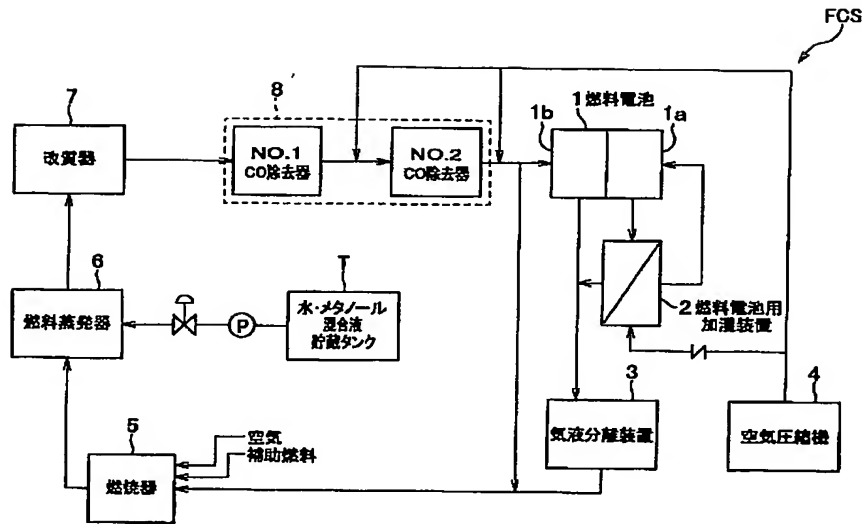 FCS
8
7
改質器
NO.1
CO除去器
NO.2
CO除去器
1燃料電池
1b
1a
6
燃料蒸発器
P
T
水・メタノール
混合液
貯蔵タンク
2燃料電池用
加湿装置
5
燃焼器
空気
補助燃料
3
気液分離装置
4
空気圧縮機